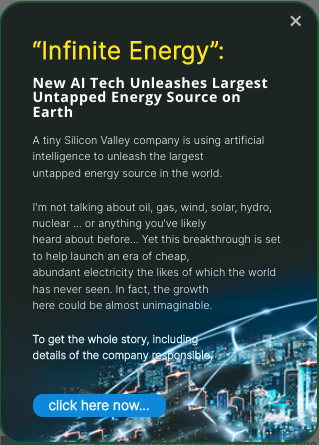 “Infinite Energy”:
New AI Tech Unleashes Largest
Untapped Energy Source on
Earth
A tiny Silicon Valley company is using artificial
intelligence to unleash the largest
untapped energy source in the world.
I'm not talking about oil, gas, wind, solar, hydro,
nuclear ... or anything you've likely
heard about before... Yet this breakthrough is set
to help launch an era of cheap,
abundant electricity the likes of which the world
has never seen. In fact, the growth
here could be almost unimaginable.
To get the whole story, including
details of the company responsible,
click here now...